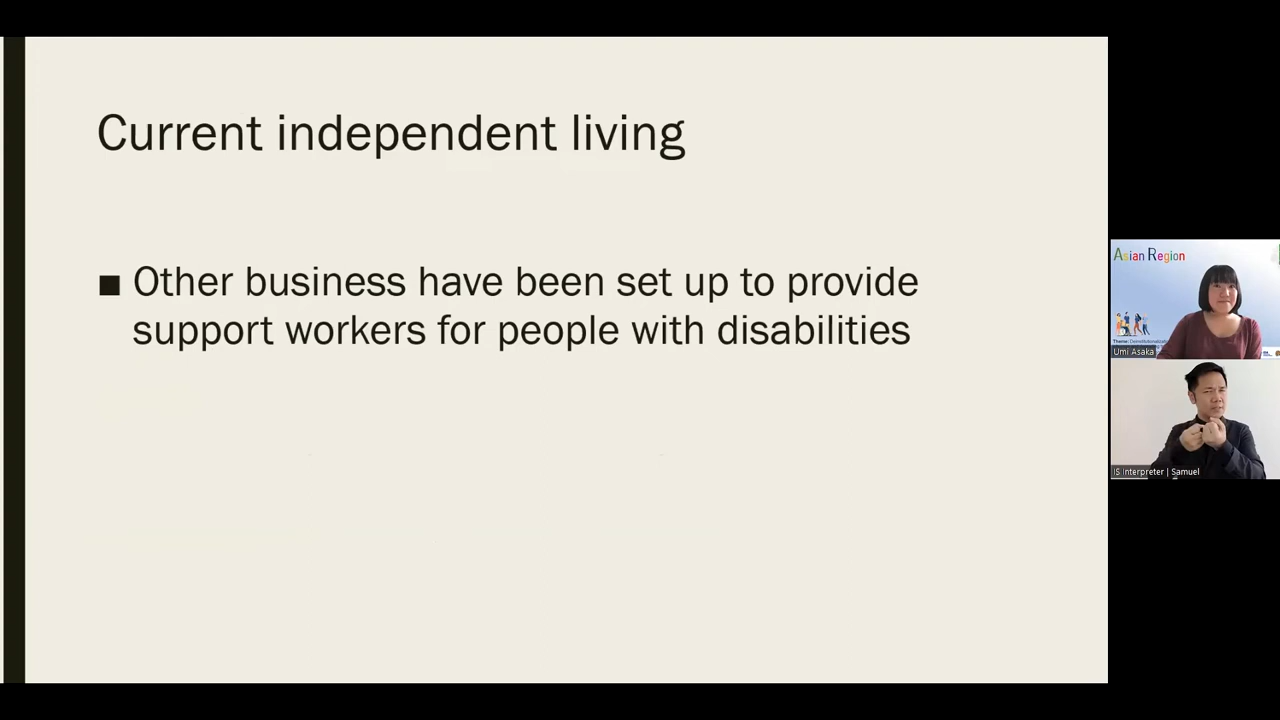 Current independent living
■ Other business have been set up to provide
support workers for people with disabilities
Asian Region
Umi Asaka
IS Interpreter | Samuel